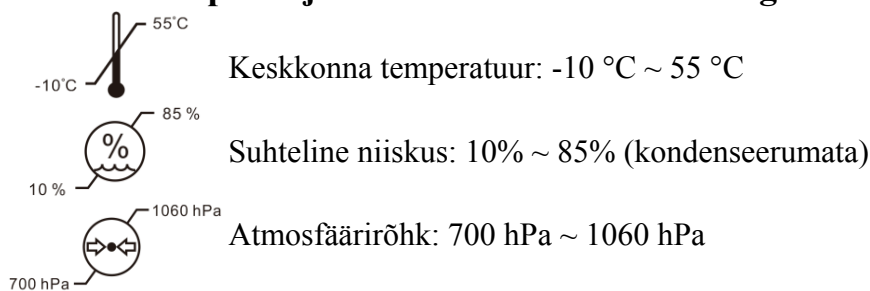 55°C
-10°C
Keskkonna temperatuur: -10 °C ~ 55 °C
85 %
%
10 %
Suhteline niiskus: 10% ~ 85% (kondenseerumata)
1060 hPa
700 hPa
Atmosfäärirõhk: 700 hPa ~ 1060 hPa